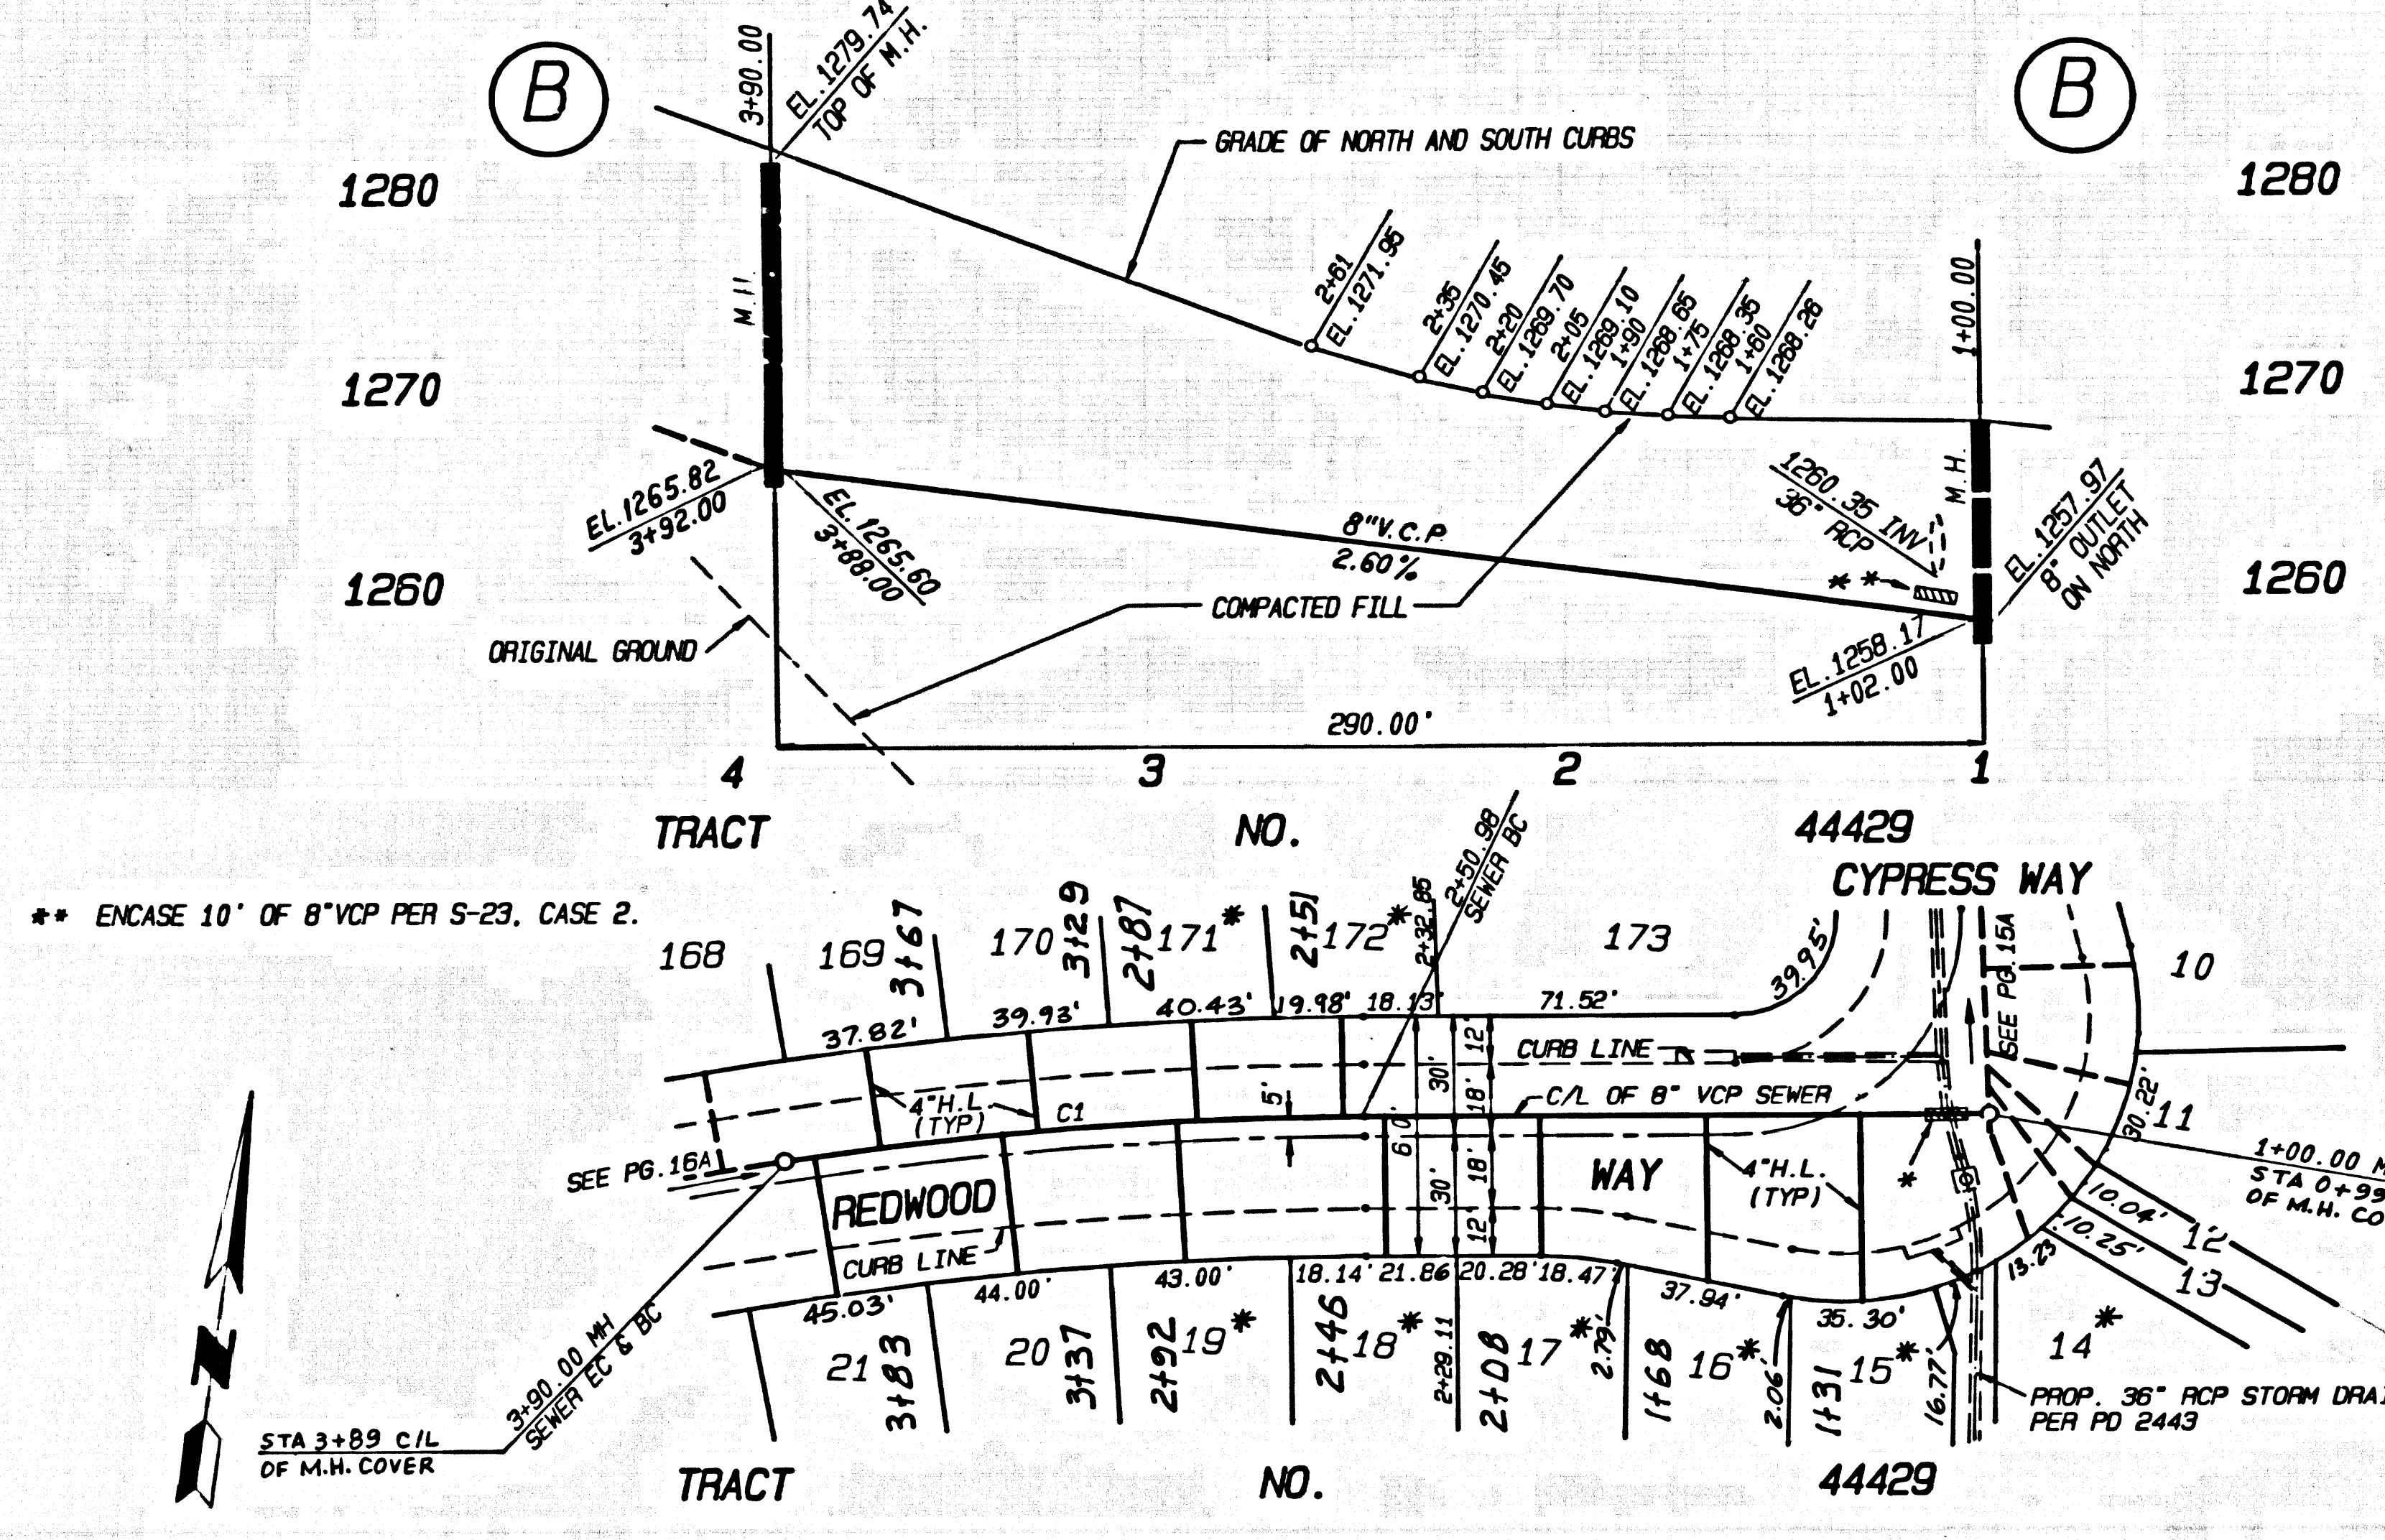 B
B
3+90.00
EL.1279.74
TOP OF M.H.
GRADE OF NORTH AND SOUTH CURBS
1280
1280
M.H.
2+61
EL.1271.95
2+35
EL.1270.45
2+20
EL.1269.70
2+05
EL.1269.10
1+90
EL.1268.65
1+75
EL.1268.35
1+60
EL.1268.26
1+00.00
1270
1270
EL.1265.82
3+92.00
EL.1265.60
3+88.00
8"V.C.P.
2.60%
1260.35 INV
36" RCP
**
M.H.
EL.1257.97
8" OUTLET
ON NORTH
1260
1260
COMPACTED FILL
ORIGINAL GROUND
EL.1258.17
1+02.00
290.00'
4 3 2 1
TRACT NO. 44429
CYPRESS WAY
** ENCASE 10' OF 8"VCP PER S-23, CASE 2.
2+50.98
SEWER BC
168
169
3+67
170
3+29
2+87
171*
2+51
172*
2+32.85
173
39.95'
SEE PG.15A
10
37.82'
39.93'
40.43'
19.98'
18.13'
71.52'
12'
30'
18'
CURB LINE
C/L OF 8" VCP SEWER
5'
4"H.L.
(TYP)
C1
30.22'
11
SEE PG.16A
REDWOOD
WAY
60'
30'
18'
12'
4"H.L.
(TYP)
*
1+00.00
STA 0+99
OF M.H. CO
10.04'
12
10.25'
13
13.23
CURB LINE
45.03'
44.00'
43.00'
18.14'
21.86
20.28'
18.47'
37.94'
35.30'
21
3+83
20
3+37
2+92
19*
2+46
18*
2+29.11
2+08
17*
2.79'
1+68
16*
2.06'
1+31
15*
16.77'
14*
N
3+90.00 MH
SEWER EC & BC
STA 3+89 C/L
OF M.H. COVER
PROP. 36" RCP STORM DRAI
PER PD 2443
TRACT NO. 44429